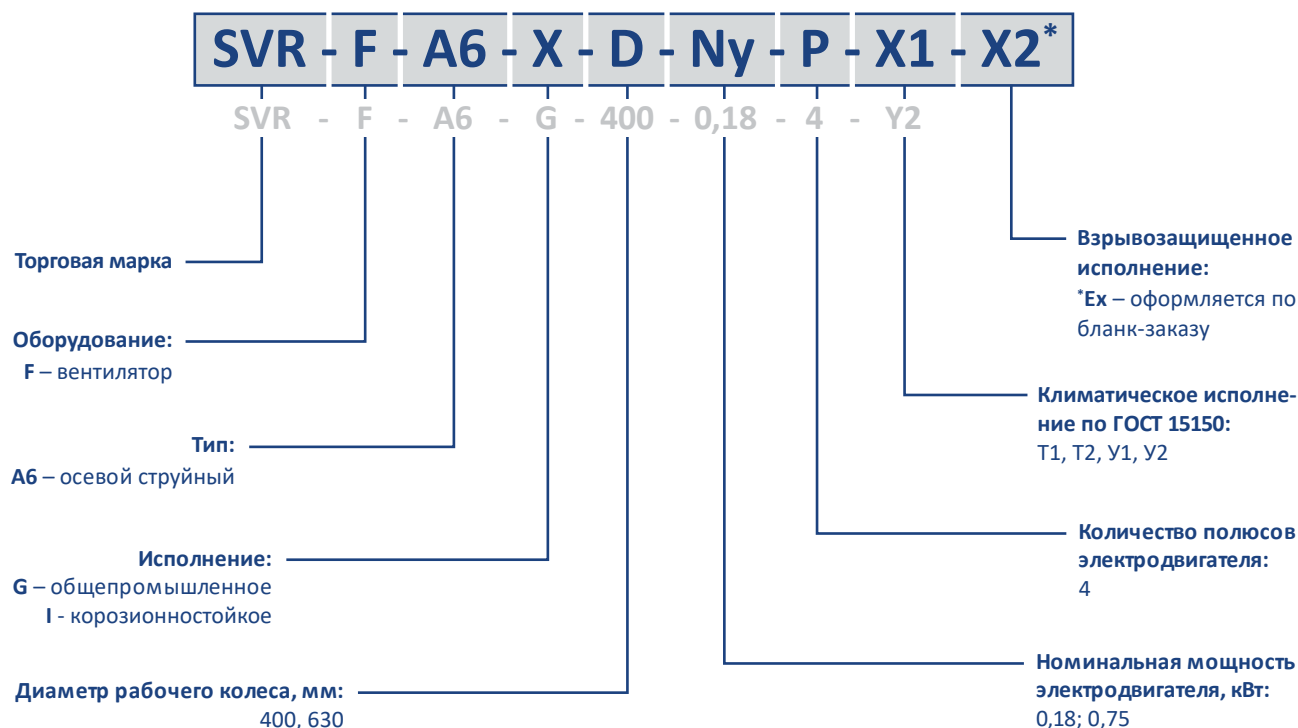 SVR - F - A6 - X - D - Ny - P - X1 - X2*
SVR - F - A6 - G - 400 - 0,18 - 4 - Y2
Торговая марка
Оборудование:
F – вентилятор
Тип:
A6 – осевой струйный
Исполнение:
G – общепромышленное
I - корозионностойкое
Диаметр рабочего колеса, мм:
400, 630
Взрывозащищенное
исполнение:
*Ex – оформляется по
бланк-заказу
Климатическое исполне-
ние по ГОСТ 15150:
Т1, Т2, У1, У2
Количество полюсов
электродвигателя:
4
Номинальная мощность
электродвигателя, кВт:
0,18; 0,75